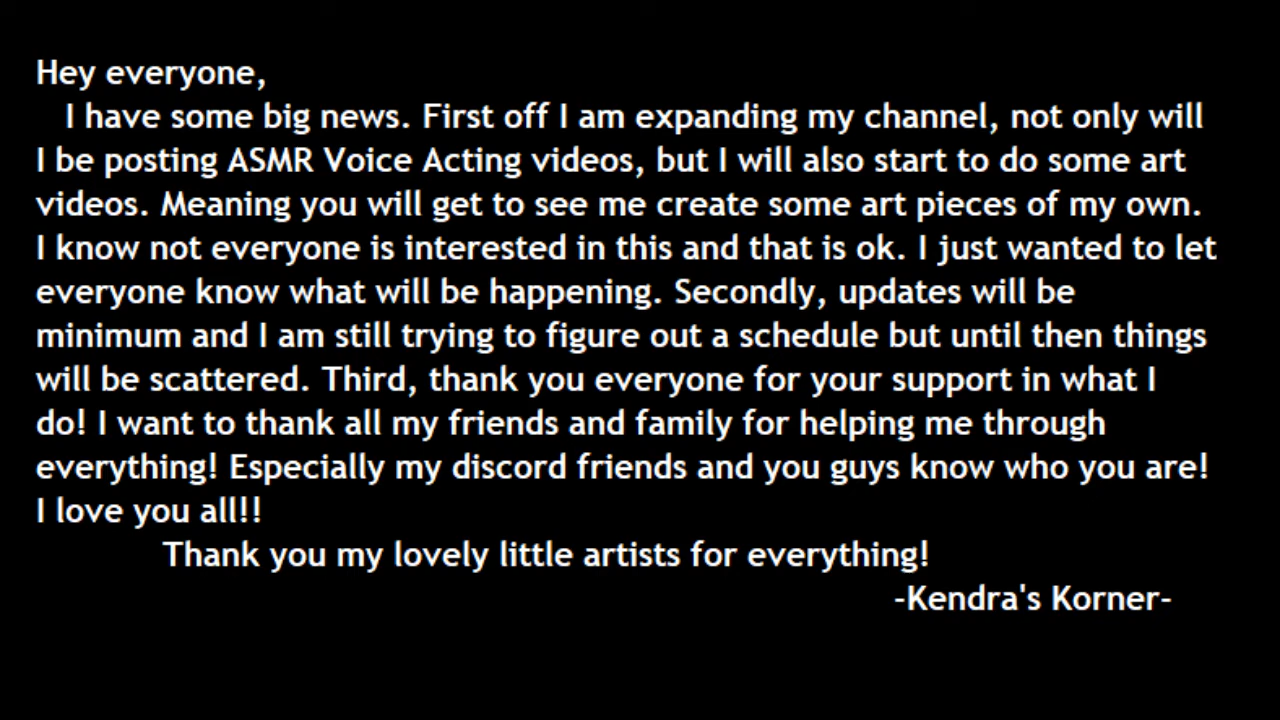 Hey everyone,
I have some big news. First off I am expanding my channel, not only will
I be posting ASMR Voice Acting videos, but I will also start to do some art
videos. Meaning you will get to see me create some art pieces of my own.
I know not everyone is interested in this and that is ok. I just wanted to let
everyone know what will be happening. Secondly, updates will be
minimum and I am still trying to figure out a schedule but until then things
will be scattered. Third, thank you everyone for your support in what I
do! I want to thank all my friends and family for helping me through
everything! Especially my discord friends and you guys know who you are!
I love you all!!
Thank you my lovely little artists for everything!
-Kendra's Korner-